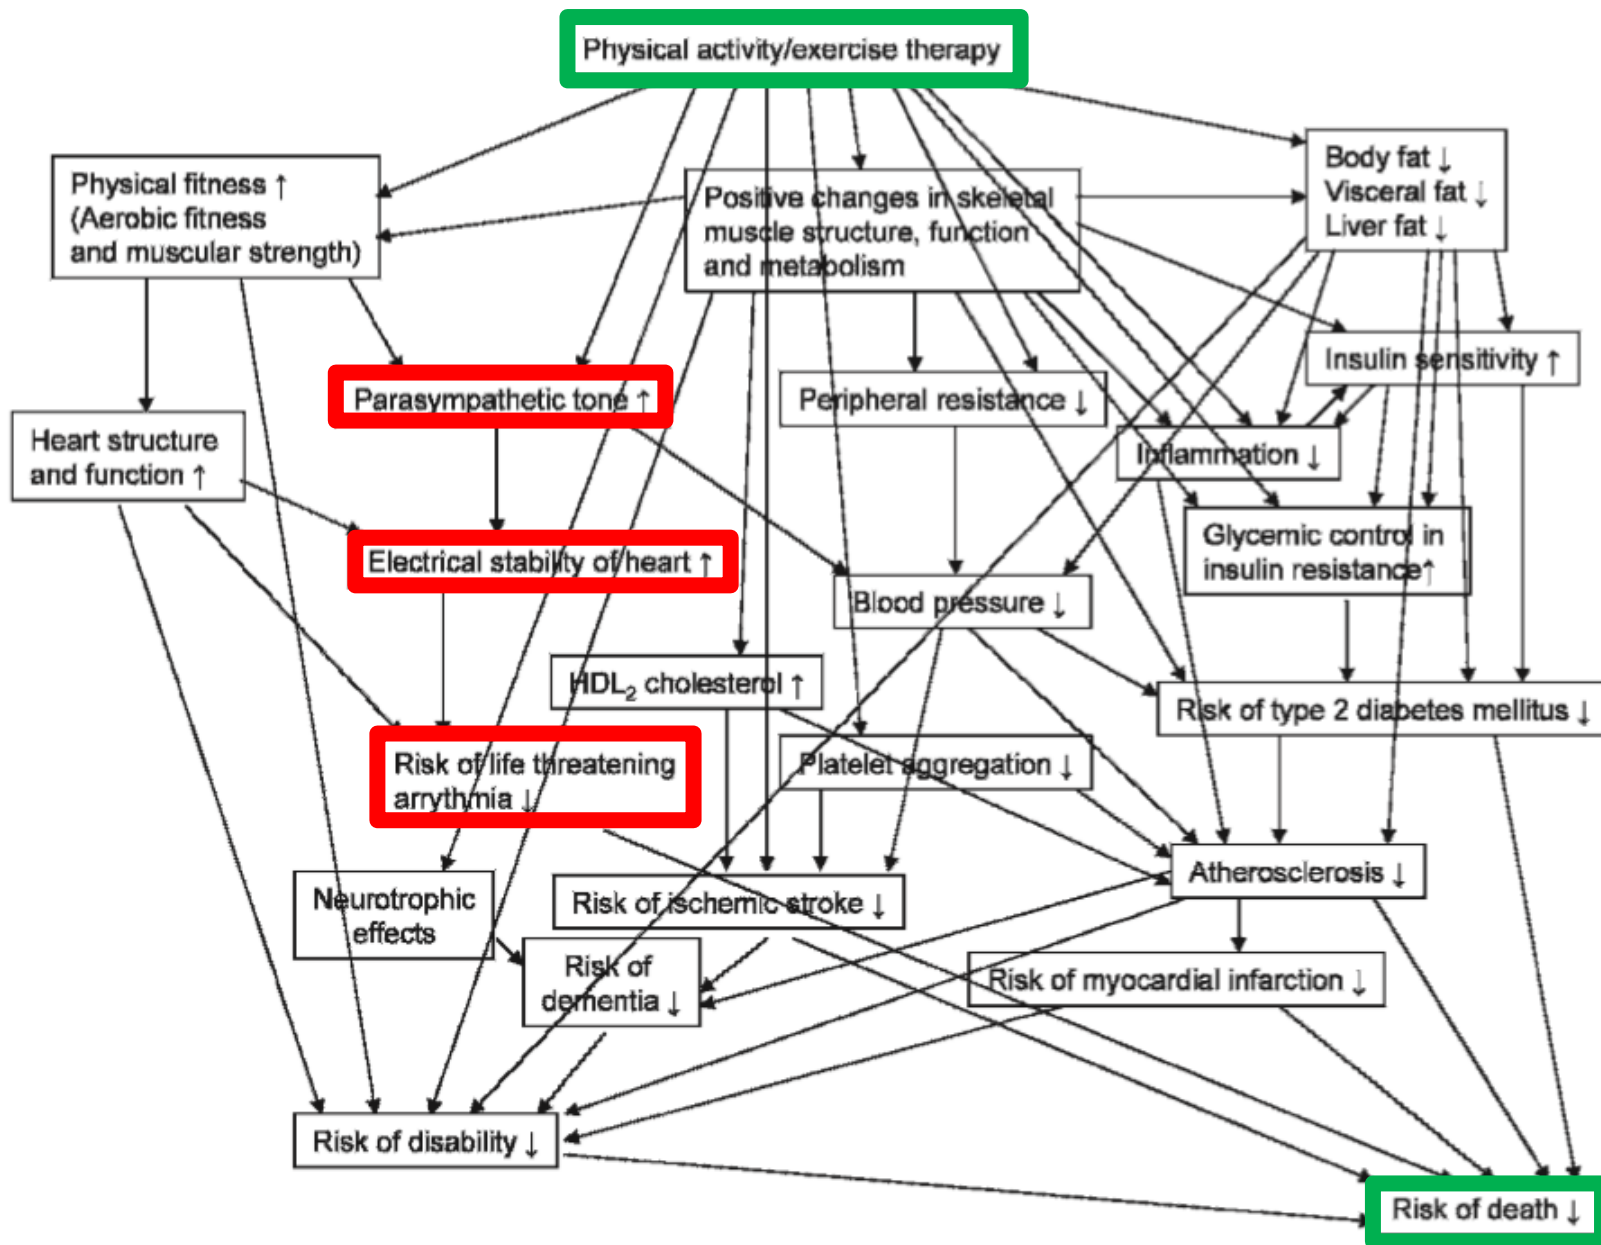 Physical activity/exercise therapy
Physical fitness ↑
(Aerobic fitness
and muscular strength)
Positive changes in skeletal
muscle structure, function
and metabolism
Body fat ↓
Visceral fat ↓
Liver fat ↓
Insulin sensitivity ↑
Parasympathetic tone ↑
Peripheral resistance ↓
Heart structure
and function ↑
Inflammation ↓
Electrical stability of heart ↑
Glycemic control in
insulin resistance↑
Blood pressure ↓
HDL₂ cholesterol ↑
Risk of type 2 diabetes mellitus ↓
Risk of life threatening
arrythmia ↓
Platelet aggregation ↓
Atherosclerosis ↓
Neurotrophic
effects
Risk of ischemic stroke ↓
Risk of
dementia ↓
Risk of myocardial infarction ↓
Risk of disability ↓
Risk of death ↓